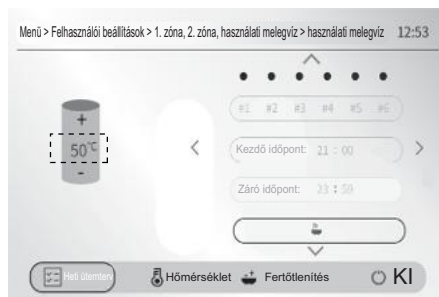 Menü > Felhasználói beállítások > 1. zóna, 2. zóna, használati melegvíz > használati melegvíz 12:53
#1 #2 #3 #4 #5 #6
+
50°C
-
Kezdő időpont: 21 : 00
Záró időpont: 23 : 59
Heti ütemterv Hőmérséklet Fertőtlenítés KI